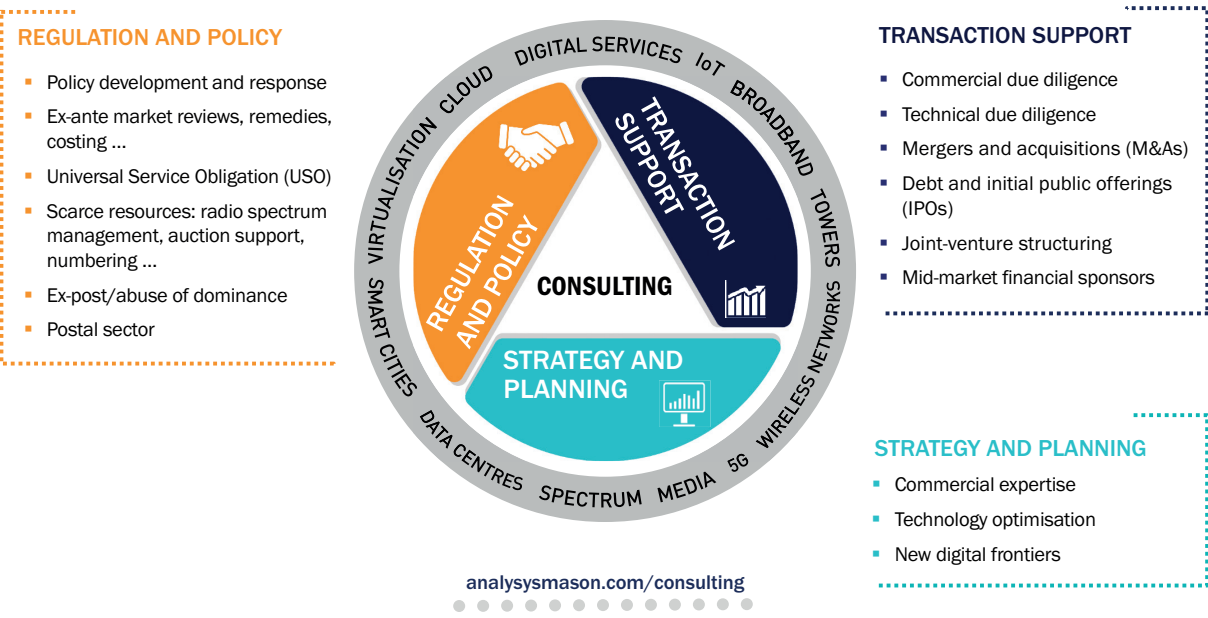 REGULATION AND POLICY
▪ Policy development and response
▪ Ex-ante market reviews, remedies,
costing ...
▪ Universal Service Obligation (USO)
▪ Scarce resources: radio spectrum
management, auction support,
numbering ...
▪ Ex-post/abuse of dominance
▪ Postal sector
VIRTUALISATION
CLOUD
DIGITAL SERVICES
IoT
BROADBAND
TOWERS
WIRELESS NETWORKS
5G
MEDIA
SPECTRUM
DATA CENTRES
SMART CITIES
REGULATION
AND POLICY
TRANSACTION
SUPPORT
CONSULTING
STRATEGY AND
PLANNING
TRANSACTION SUPPORT
▪ Commercial due diligence
▪ Technical due diligence
▪ Mergers and acquisitions (M&As)
▪ Debt and initial public offerings
(IPOs)
▪ Joint-venture structuring
▪ Mid-market financial sponsors
STRATEGY AND PLANNING
▪ Commercial expertise
▪ Technology optimisation
▪ New digital frontiers
analysysmason.com/consulting